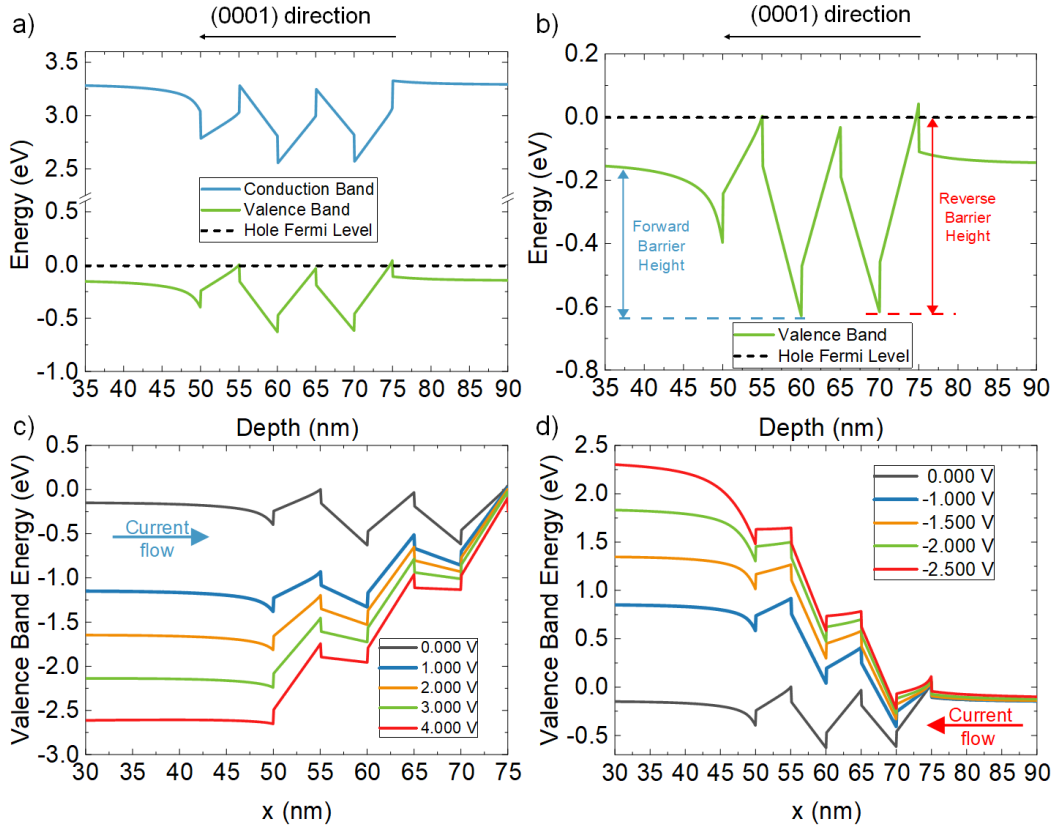 a)
(0001) direction
3.5
3.0
2.5
0.5
0.0
-0.5
-1.0
Energy (eV)
Conduction Band
Valence Band
Hole Fermi Level
35 40 45 50 55 60 65 70 75 80 85 90
Depth (nm)
b)
(0001) direction
0.2
0.0
-0.2
-0.4
-0.6
-0.8
Energy (eV)
Forward
Barrier
Height
Reverse
Barrier
Height
Valence Band
Hole Fermi Level
35 40 45 50 55 60 65 70 75 80 85 90
Depth (nm)
c)
0.5
0.0
-0.5
-1.0
-1.5
-2.0
-2.5
-3.0
Valence Band Energy (eV)
Current
flow
0.000 V
1.000 V
2.000 V
3.000 V
4.000 V
30 35 40 45 50 55 60 65 70 75
x (nm)
d)
2.5
2.0
1.5
1.0
0.5
0.0
-0.5
Valence Band Energy (eV)
0.000 V
-1.000 V
-1.500 V
-2.000 V
-2.500 V
Current
flow
30 35 40 45 50 55 60 65 70 75 80 85 90
x (nm)